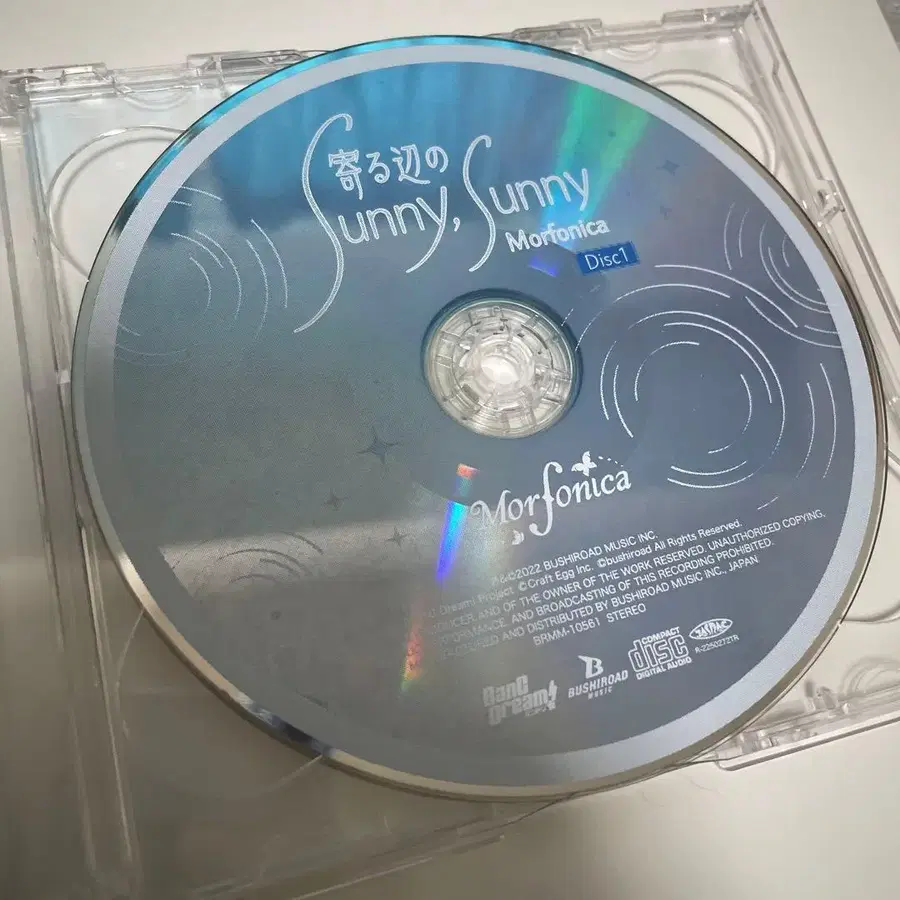 寄る辺の
Sunny, Sunny
Morfonica
Disc1
Morfonica
©2022 BUSHIROAD MUSIC INC.
Dream! Project ©Craft Egg Inc. ©bushiroad All Rights Reserved.
AND OF THE OWNER OF THE WORK RESERVED. UNAUTHORIZED COPYING,
AND BROADCASTING OF THIS RECORDING PROHIBITED.
AND DISTRIBUTED BY BUSHIROAD MUSIC INC., JAPAN
BRMM-10561 STEREO
BanG
Dream!
BUSHIROAD
MUSIC
COMPACT
disc
DIGITAL AUDIO
JASRAC
R-2250272TR